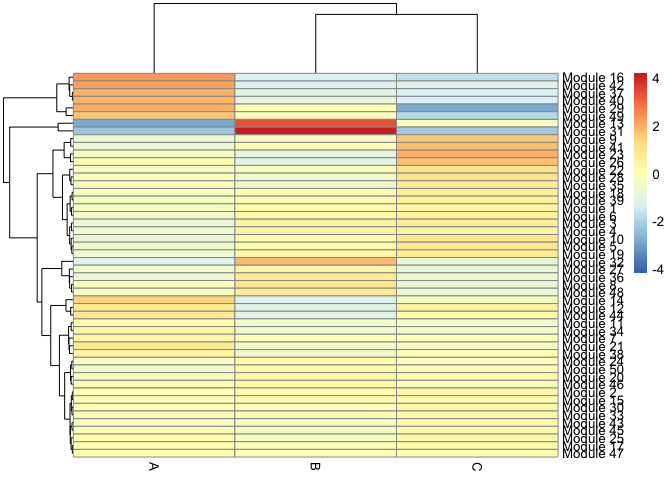 Module 16
Module 42
Module 37
Module 40
Module 29
Module 49
Module 13
Module 31
Module 9
Module 41
Module 23
Module 26
Module 22
Module 28
Module 35
Module 18
Module 39
Module 1
Module 6
Module 3
Module 4
Module 10
Module 5
Module 19
Module 32
Module 27
Module 36
Module 8
Module 48
Module 14
Module 12
Module 44
Module 11
Module 34
Module 7
Module 21
Module 38
Module 24
Module 50
Module 20
Module 46
Module 2
Module 15
Module 30
Module 33
Module 43
Module 45
Module 25
Module 17
Module 47
4
2
0
-2
-4
A
B
C